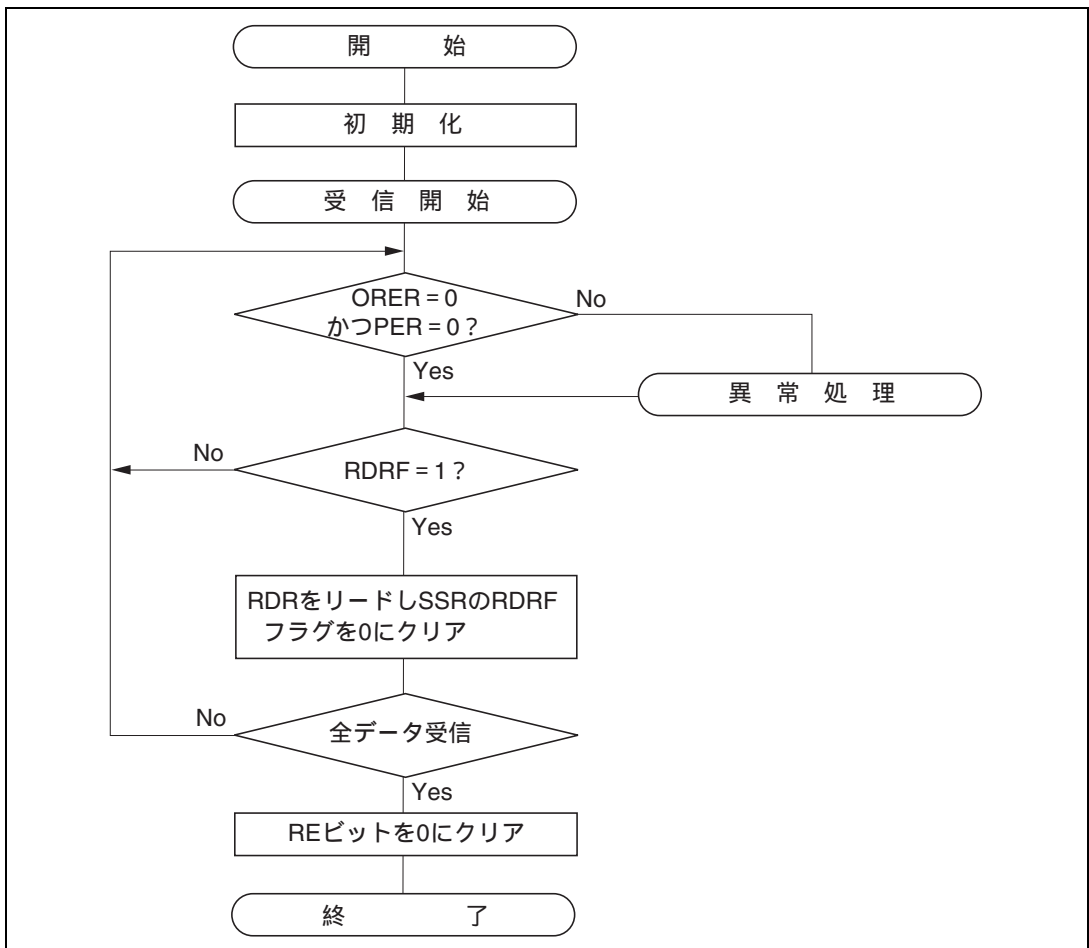 開始
初期化
受信開始
ORER = 0
かつPER = 0？
No
Yes
異常処理
No
RDRF = 1？
Yes
RDRをリードしSSRのRDRF
フラグを0にクリア
No
全データ受信
Yes
REビットを0にクリア
終了